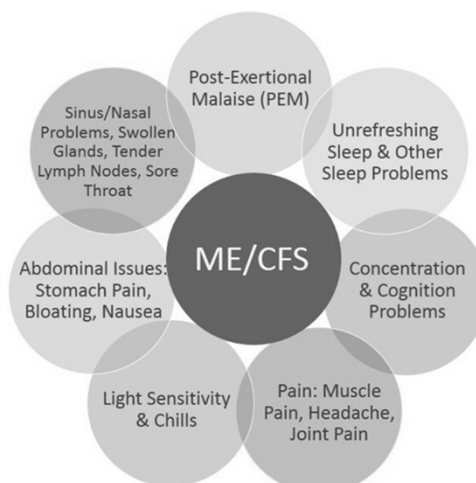 Post-Exertional
Malaise (PEM)
Unrefreshing
Sleep & Other
Sleep Problems
Concentration
& Cognition
Problems
Pain: Muscle
Pain, Headache,
Joint Pain
Light Sensitivity
& Chills
Abdominal Issues:
Stomach Pain,
Bloating, Nausea
Sinus/Nasal
Problems, Swollen
Glands, Tender
Lymph Nodes, Sore
Throat
ME/CFS